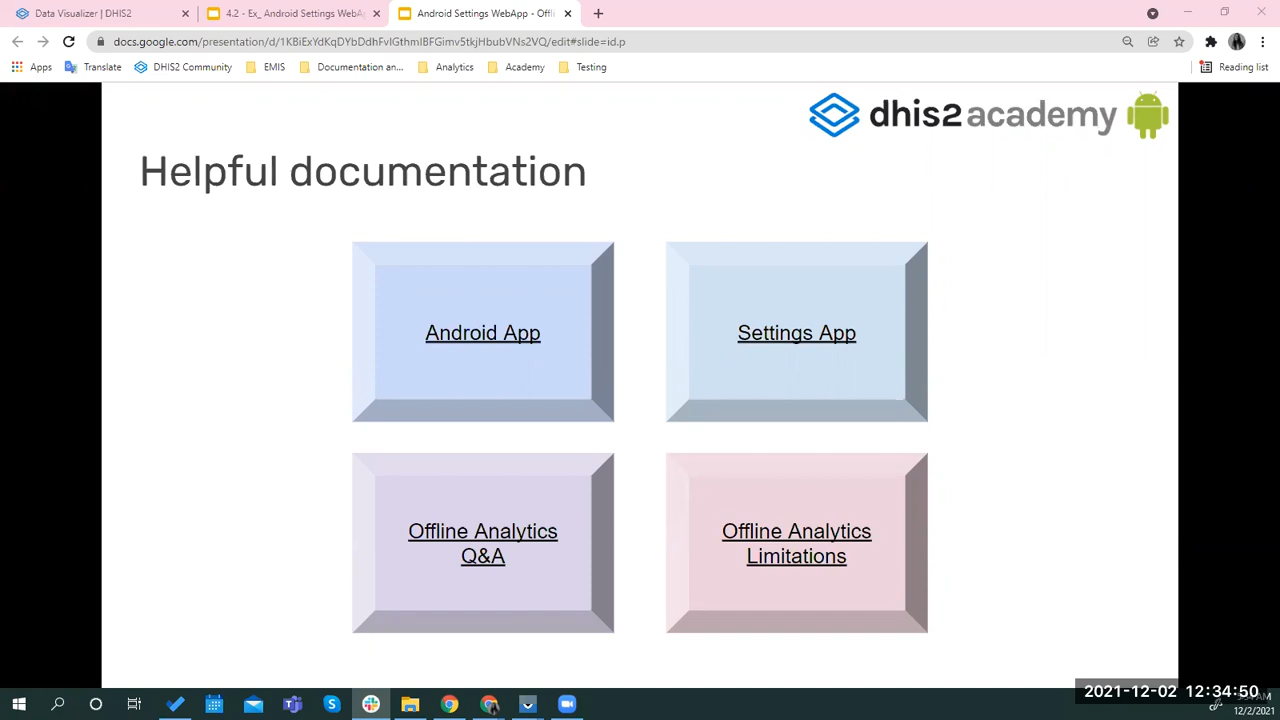 Data Visualizer | DHIS2
4.2 - Ex_ Android Settings WebAp
Android Settings WebApp - Offli
docs.google.com/presentation/d/1KBiExYdKqDYbDdhFvIGthmIBFGimv5tkjHbubVNs2VQ/edit#slide=id.p
Apps
Translate
DHIS2 Community
EMIS
Documentation an...
Analytics
Academy
Testing
Reading list
dhis2 academy
Helpful documentation
Android App
Settings App
Offline Analytics
Q&A
Offline Analytics
Limitations
2021-12-02 12:34:50
12/2/2021